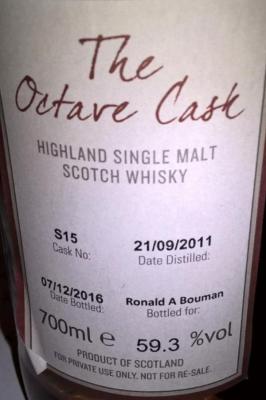 The
Octave Cask
HIGHLAND SINGLE MALT
SCOTCH WHISKY
S15
Cask No:
21/09/2011
Date Distilled:
07/12/2016
Date Bottled:
Ronald A Bouman
Bottled for:
700ml e
59.3 %vol
PRODUCT OF SCOTLAND
FOR PRIVATE USE ONLY. NOT FOR RE-SALE.